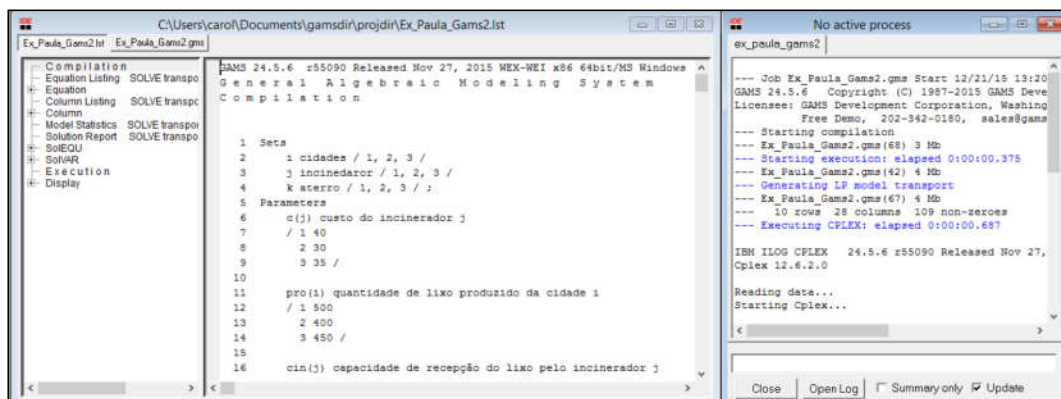 C:\Users\carol\Documents\gamsdir\projdir\Ex_Paula_Gams2.lst
Ex_Paula_Gams2.lst Ex_Paula_Gams2.gms
Compilation
Equation Listing SOLVE transpo
Equation
Column Listing SOLVE transpo
Column
Model Statistics SOLVE transpo
Solution Report SOLVE transpo
SolEQU
SolVAR
Execution
Display
GAMS 24.5.6 r55090 Released Nov 27, 2015 WEX-WEI x86 64bit/MS Windows
G e n e r a l A l g e b r a i c M o d e l i n g S y s t e m
C o m p i l a t i o n
1 Sets
2 i cidades / 1, 2, 3 /
3 j incinedaror / 1, 2, 3 /
4 k aterro / 1, 2, 3 / ;
5 Parameters
6 c(j) custo do incinerador j
7 / 1 40
8 2 30
9 3 35 /
10
11 pro(i) quantidade de lixo produzido da cidade i
12 / 1 500
13 2 400
14 3 450 /
15
16 cin(j) capacidade de recepção do lixo pelo incinerador j
No active process
ex_paula_gams2
--- Job Ex_Paula_Gams2.gms Start 12/21/15 13:20
GAMS 24.5.6 Copyright (C) 1987-2015 GAMS Deve
Licensee: GAMS Development Corporation, Washing
Free Demo, 202-342-0180, sales@gams
--- Starting compilation
--- Ex_Paula_Gams2.gms(68) 3 Mb
--- Starting execution: elapsed 0:00:00.375
--- Ex_Paula_Gams2.gms(42) 4 Mb
--- Generating LP model transport
--- Ex_Paula_Gams2.gms(67) 4 Mb
--- 10 rows 28 columns 109 non-zeroes
--- Executing CPLEX: elapsed 0:00:00.687
IBM ILOG CPLEX 24.5.6 r55090 Released Nov 27,
Cplex 12.6.2.0
Reading data...
Starting Cplex...
Close Open Log Summary only Update